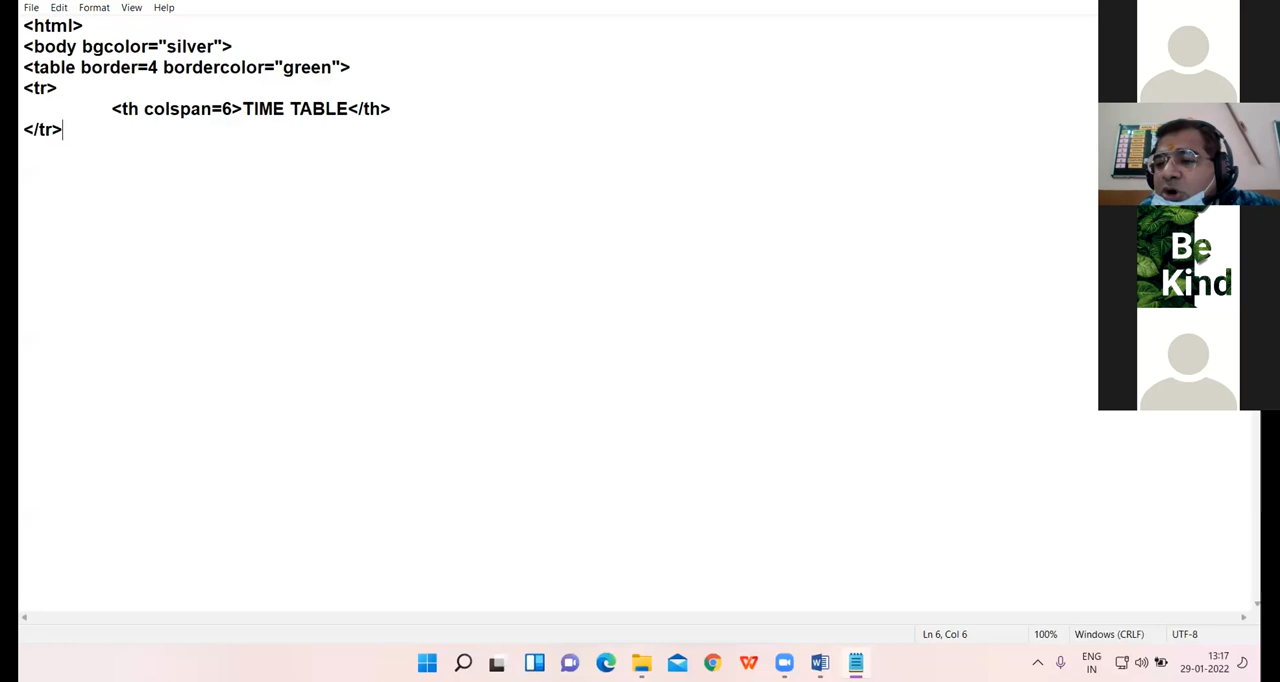 File Edit Format View Help
<html>
<body bgcolor="silver">
<table border=4 bordercolor="green">
<tr>
<th colspan=6>TIME TABLE</th>
</tr>
Be
Kind
Ln 6, Col 6 100% Windows (CRLF) UTF-8
ENG
IN
13:17
29-01-2022